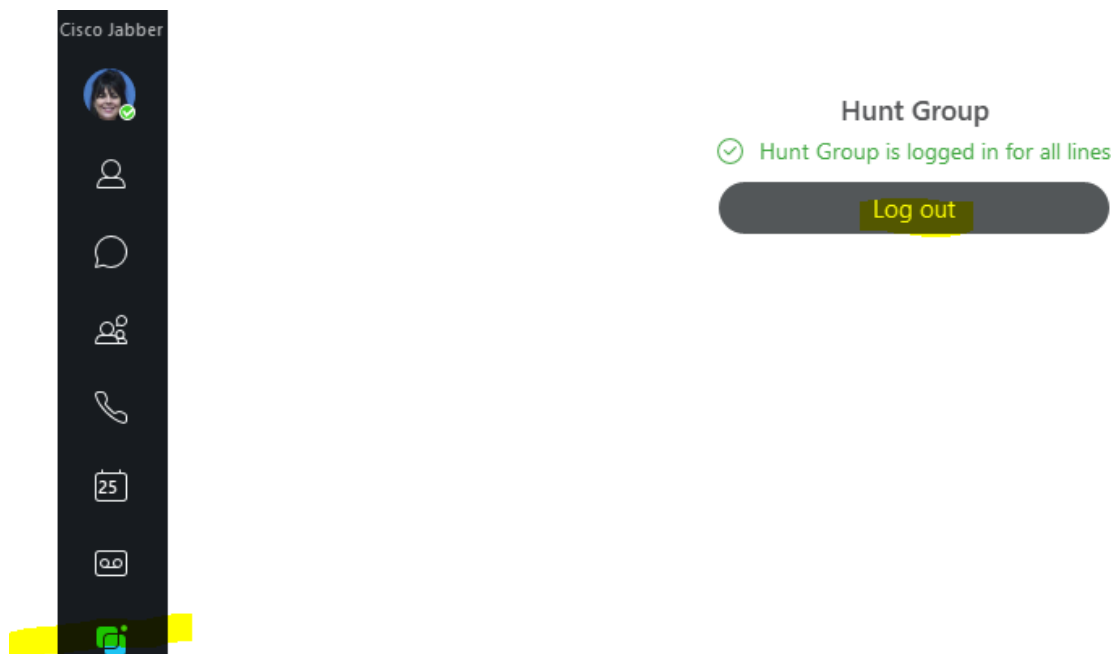 Cisco Jabber
Hunt Group
Hunt Group is logged in for all lines
Log out
25